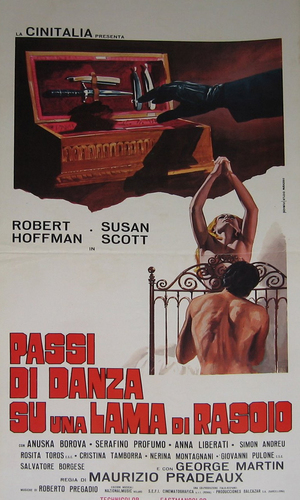 LA CINITALIA PRESENTA
ROBERT SUSAN
HOFFMAN IN SCOTT
PASSI
DI DANZA
SU UNA LAMA DI RASOIO
CON ANUSKA BOROVA • SERAFINO PROFUMO • ANNA LIBERATI • SIMON ANDREU
ROSITA TOROS E.S.C. • CRISTINA TAMBORRA • NERINA MONTAGNANI • GIOVANNI PULONE E.S.C.
SALVATORE BORGESE E CON GEORGE MARTIN
REGIA DI MAURIZIO PRADEAUX
MUSICHE DI ROBERTO PREGADIO